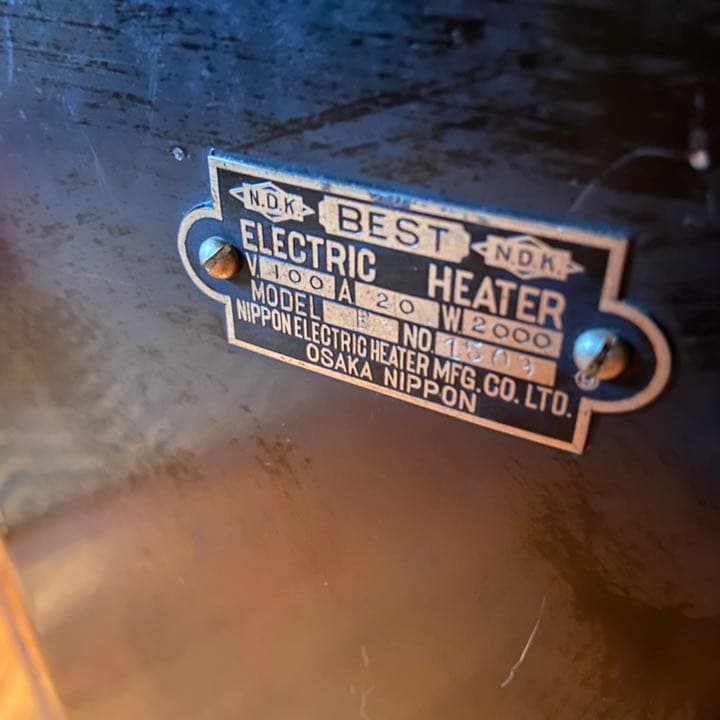 N.D.K. BEST N.D.K.
ELECTRIC HEATER
V. 100 A. 20 W. 2000
MODEL NO.
NIPPON ELECTRIC HEATER MFG. CO. LTD.
OSAKA NIPPON